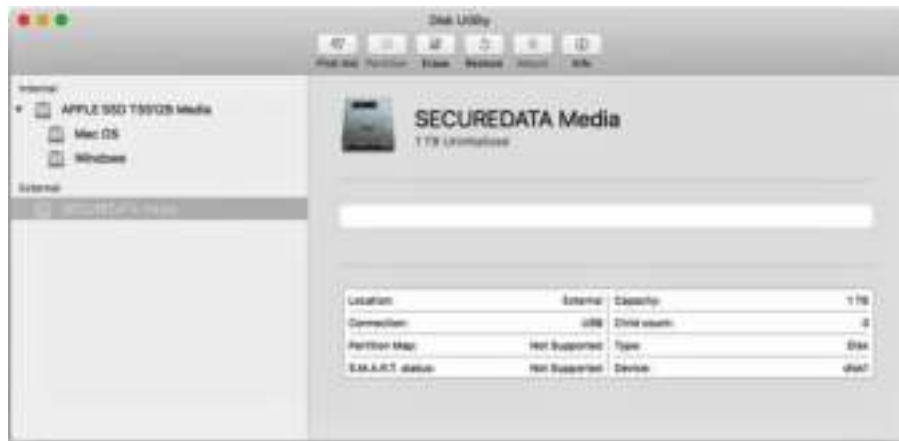 Disk Utility
First Aid Partition Erase Restore Mount Info
Internal
APPLE SSD TS512B Media
Mac OS
Windows
External
SECUREDATA Media
SECUREDATA Media
1 TB Uninitialized
Location: External Capacity: 1 TB
Connection: USB Child count: 0
Partition Map: Not Supported Type: Disk
S.M.A.R.T. status: Not Supported Device: disk1